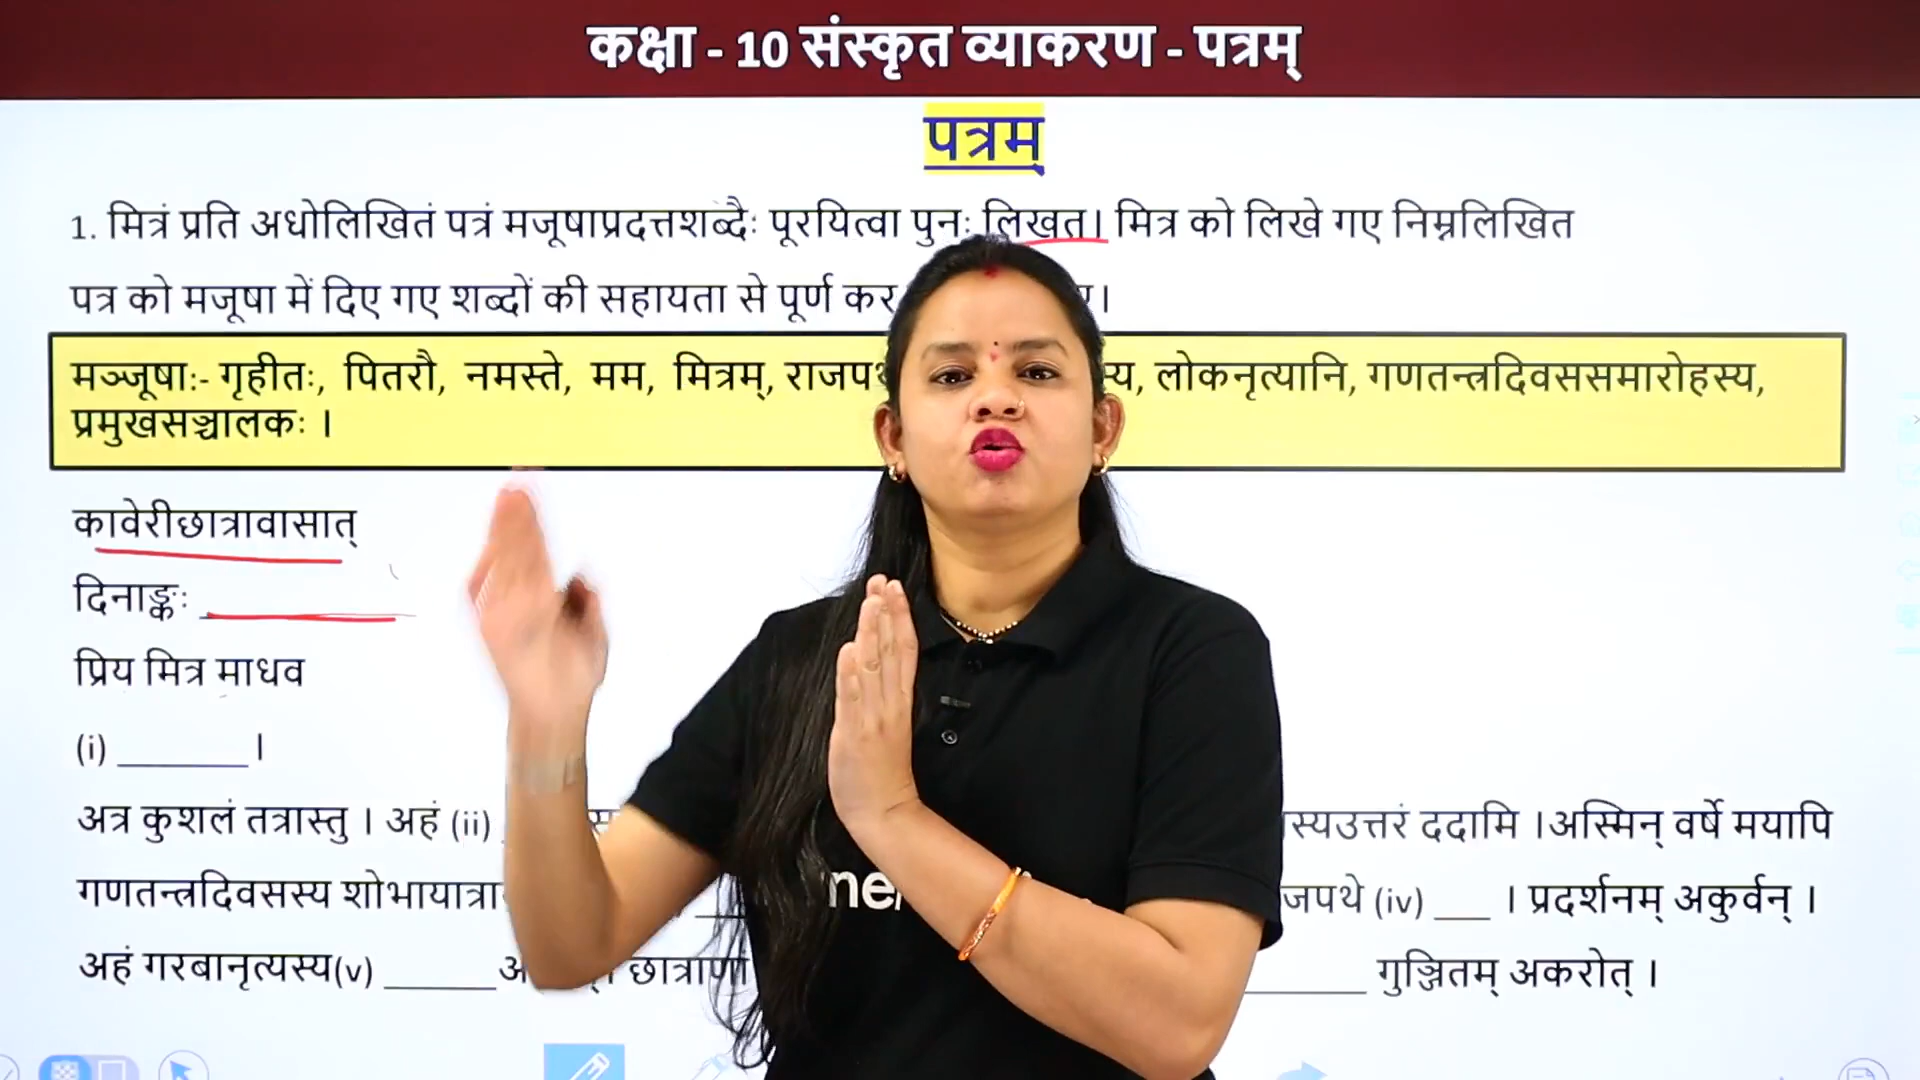 कक्षा - 10 संस्कृत व्याकरण - पत्रम्
पत्रम्
1. मित्रं प्रति अधोलिखितं पत्रं मजूषाप्रदत्तशब्दैः पूरयित्वा पुनः लिखत। मित्र को लिखे गए निम्नलिखित
पत्र को मजूषा में दिए गए शब्दों की सहायता से पूर्ण कर
मञ्जूषाः- गृहीतः, पितरौ, नमस्ते, मम, मित्रम्, लोकनृत्यानि, गणतन्त्रदिवससमारोहस्य,
प्रमुखसञ्चालकः ।
कावेरीछात्रावासात्
दिनाङ्कः ________
प्रिय मित्र माधव
(i) _______ ।
अत्र कुशलं तत्रास्तु । अहं (ii) स्यउत्तरं ददामि ।अस्मिन् वर्षे मयापि
गणतन्त्रदिवसस्य जपथे (iv) ___ । प्रदर्शनम् अकुर्वन् ।
अहं गरबानृत्यस्य(v) ______ छात्राणां ______ गुञ्जितम् अकरोत् ।